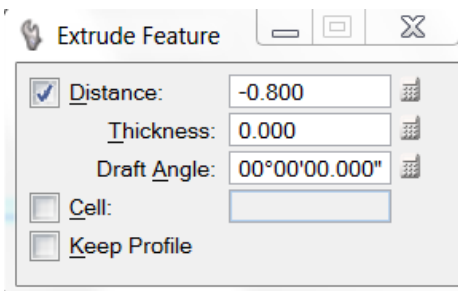 Extrude Feature
Distance: -0.800
Thickness: 0.000
Draft Angle: 00°00'00.000"
Cell:
Keep Profile